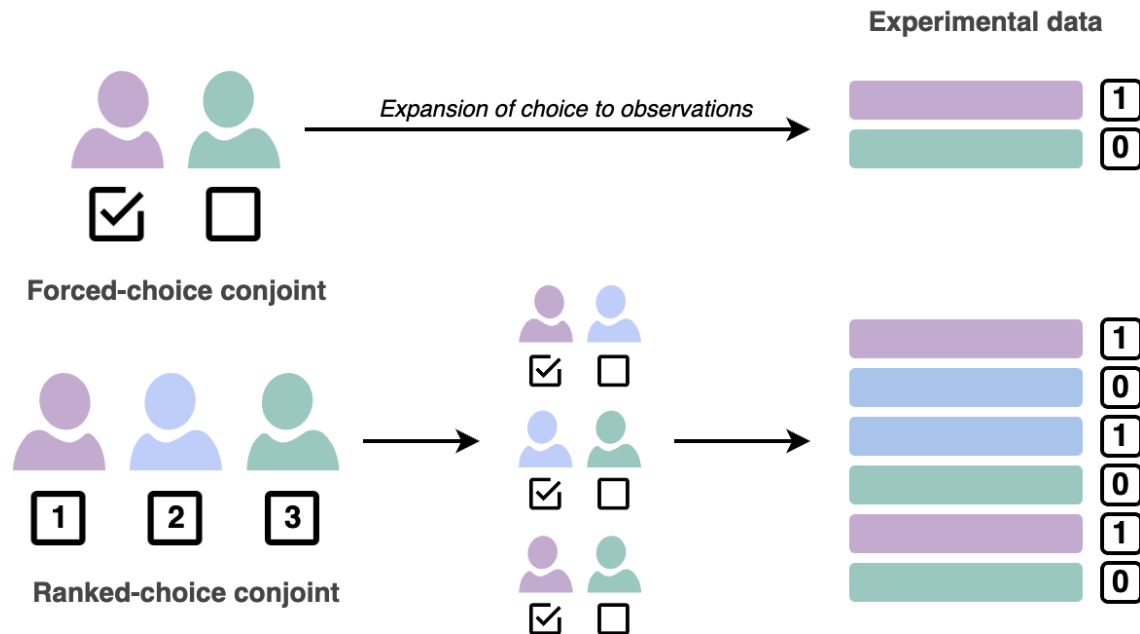 Experimental data
Expansion of choice to observations
1
0
Forced-choice conjoint
1 2 3
Ranked-choice conjoint
1
0
1
0
1
0